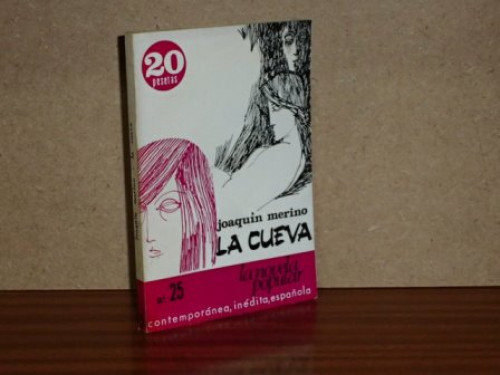 20
pesetas
joaquin merino
LA CUEVA
la novela
popular
nº. 25
contemporánea, inédita, española